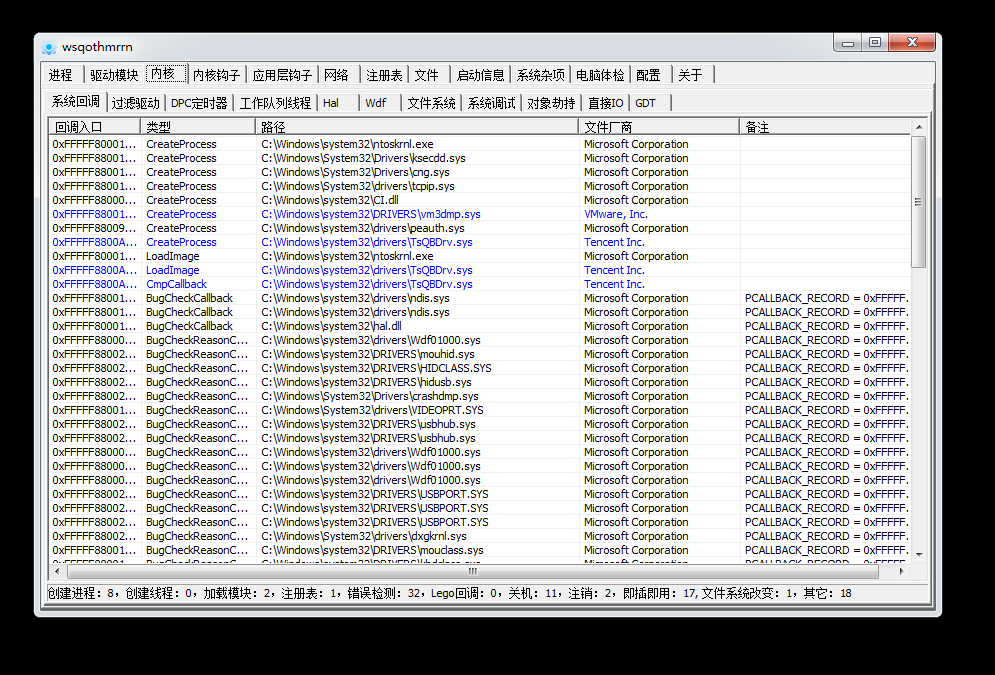 wsqothmrrn
进程 驱动模块 内核 内核钩子 应用层钩子 网络 注册表 文件 启动信息 系统杂项 电脑体检 配置 关于
系统回调 过滤驱动 DPC定时器 工作队列线程 Hal Wdf 文件系统 系统调试 对象劫持 直接IO GDT
回调入口 类型 路径 文件厂商 备注
0xFFFFF80001... CreateProcess C:\Windows\system32\ntoskrnl.exe Microsoft Corporation
0xFFFFF88001... CreateProcess C:\Windows\System32\Drivers\ksecdd.sys Microsoft Corporation
0xFFFFF88001... CreateProcess C:\Windows\System32\Drivers\cng.sys Microsoft Corporation
0xFFFFF88001... CreateProcess C:\Windows\System32\drivers\tcpip.sys Microsoft Corporation
0xFFFFF88000... CreateProcess C:\Windows\system32\CI.dll Microsoft Corporation
0xFFFFF88001... CreateProcess C:\Windows\system32\DRIVERS\vm3dmp.sys VMware, Inc.
0xFFFFF88009... CreateProcess C:\Windows\system32\drivers\peauth.sys Microsoft Corporation
0xFFFFF8800A... CreateProcess C:\Windows\system32\drivers\TsQBDrv.sys Tencent Inc.
0xFFFFF80001... LoadImage C:\Windows\system32\ntoskrnl.exe Microsoft Corporation
0xFFFFF8800A... LoadImage C:\Windows\system32\drivers\TsQBDrv.sys Tencent Inc.
0xFFFFF8800A... CmpCallback C:\Windows\system32\drivers\TsQBDrv.sys Tencent Inc.
0xFFFFF88001... BugCheckCallback C:\Windows\system32\drivers\ndis.sys Microsoft Corporation PCALLBACK_RECORD = 0xFFFFF.
0xFFFFF88001... BugCheckCallback C:\Windows\system32\drivers\ndis.sys Microsoft Corporation PCALLBACK_RECORD = 0xFFFFF.
0xFFFFF80001... BugCheckCallback C:\Windows\system32\hal.dll Microsoft Corporation PCALLBACK_RECORD = 0xFFFFF.
0xFFFFF88000... BugCheckReasonC... C:\Windows\system32\drivers\Wdf01000.sys Microsoft Corporation PCALLBACK_RECORD = 0xFFFFF.
0xFFFFF88002... BugCheckReasonC... C:\Windows\system32\DRIVERS\mouhid.sys Microsoft Corporation PCALLBACK_RECORD = 0xFFFFF.
0xFFFFF88002... BugCheckReasonC... C:\Windows\system32\DRIVERS\HIDCLASS.SYS Microsoft Corporation PCALLBACK_RECORD = 0xFFFFF.
0xFFFFF88002... BugCheckReasonC... C:\Windows\system32\DRIVERS\hidusb.sys Microsoft Corporation PCALLBACK_RECORD = 0xFFFFF.
0xFFFFF88002... BugCheckReasonC... C:\Windows\System32\Drivers\crashdmp.sys Microsoft Corporation PCALLBACK_RECORD = 0xFFFFF.
0xFFFFF88001... BugCheckReasonC... C:\Windows\System32\drivers\VIDEOPRT.SYS Microsoft Corporation PCALLBACK_RECORD = 0xFFFFF.
0xFFFFF88002... BugCheckReasonC... C:\Windows\system32\DRIVERS\usbhub.sys Microsoft Corporation PCALLBACK_RECORD = 0xFFFFF.
0xFFFFF88002... BugCheckReasonC... C:\Windows\system32\DRIVERS\usbhub.sys Microsoft Corporation PCALLBACK_RECORD = 0xFFFFF.
0xFFFFF88000... BugCheckReasonC... C:\Windows\system32\drivers\Wdf01000.sys Microsoft Corporation PCALLBACK_RECORD = 0xFFFFF.
0xFFFFF88000... BugCheckReasonC... C:\Windows\system32\drivers\Wdf01000.sys Microsoft Corporation PCALLBACK_RECORD = 0xFFFFF.
0xFFFFF88000... BugCheckReasonC... C:\Windows\system32\drivers\Wdf01000.sys Microsoft Corporation PCALLBACK_RECORD = 0xFFFFF.
0xFFFFF88002... BugCheckReasonC... C:\Windows\system32\DRIVERS\USBPORT.SYS Microsoft Corporation PCALLBACK_RECORD = 0xFFFFF.
0xFFFFF88002... BugCheckReasonC... C:\Windows\system32\DRIVERS\USBPORT.SYS Microsoft Corporation PCALLBACK_RECORD = 0xFFFFF.
0xFFFFF88002... BugCheckReasonC... C:\Windows\system32\DRIVERS\USBPORT.SYS Microsoft Corporation PCALLBACK_RECORD = 0xFFFFF.
0xFFFFF88002... BugCheckReasonC... C:\Windows\System32\drivers\dxgkrnl.sys Microsoft Corporation PCALLBACK_RECORD = 0xFFFFF.
0xFFFFF88001... BugCheckReasonC... C:\Windows\system32\DRIVERS\mouclass.sys Microsoft Corporation PCALLBACK_RECORD = 0xFFFFF.
创建进程：8，创建线程：0，加载模块：2，注册表：1，错误检测：32，Lego回调：0，关机：11，注销：2，即插即用：17，文件系统改变：1，其它：18